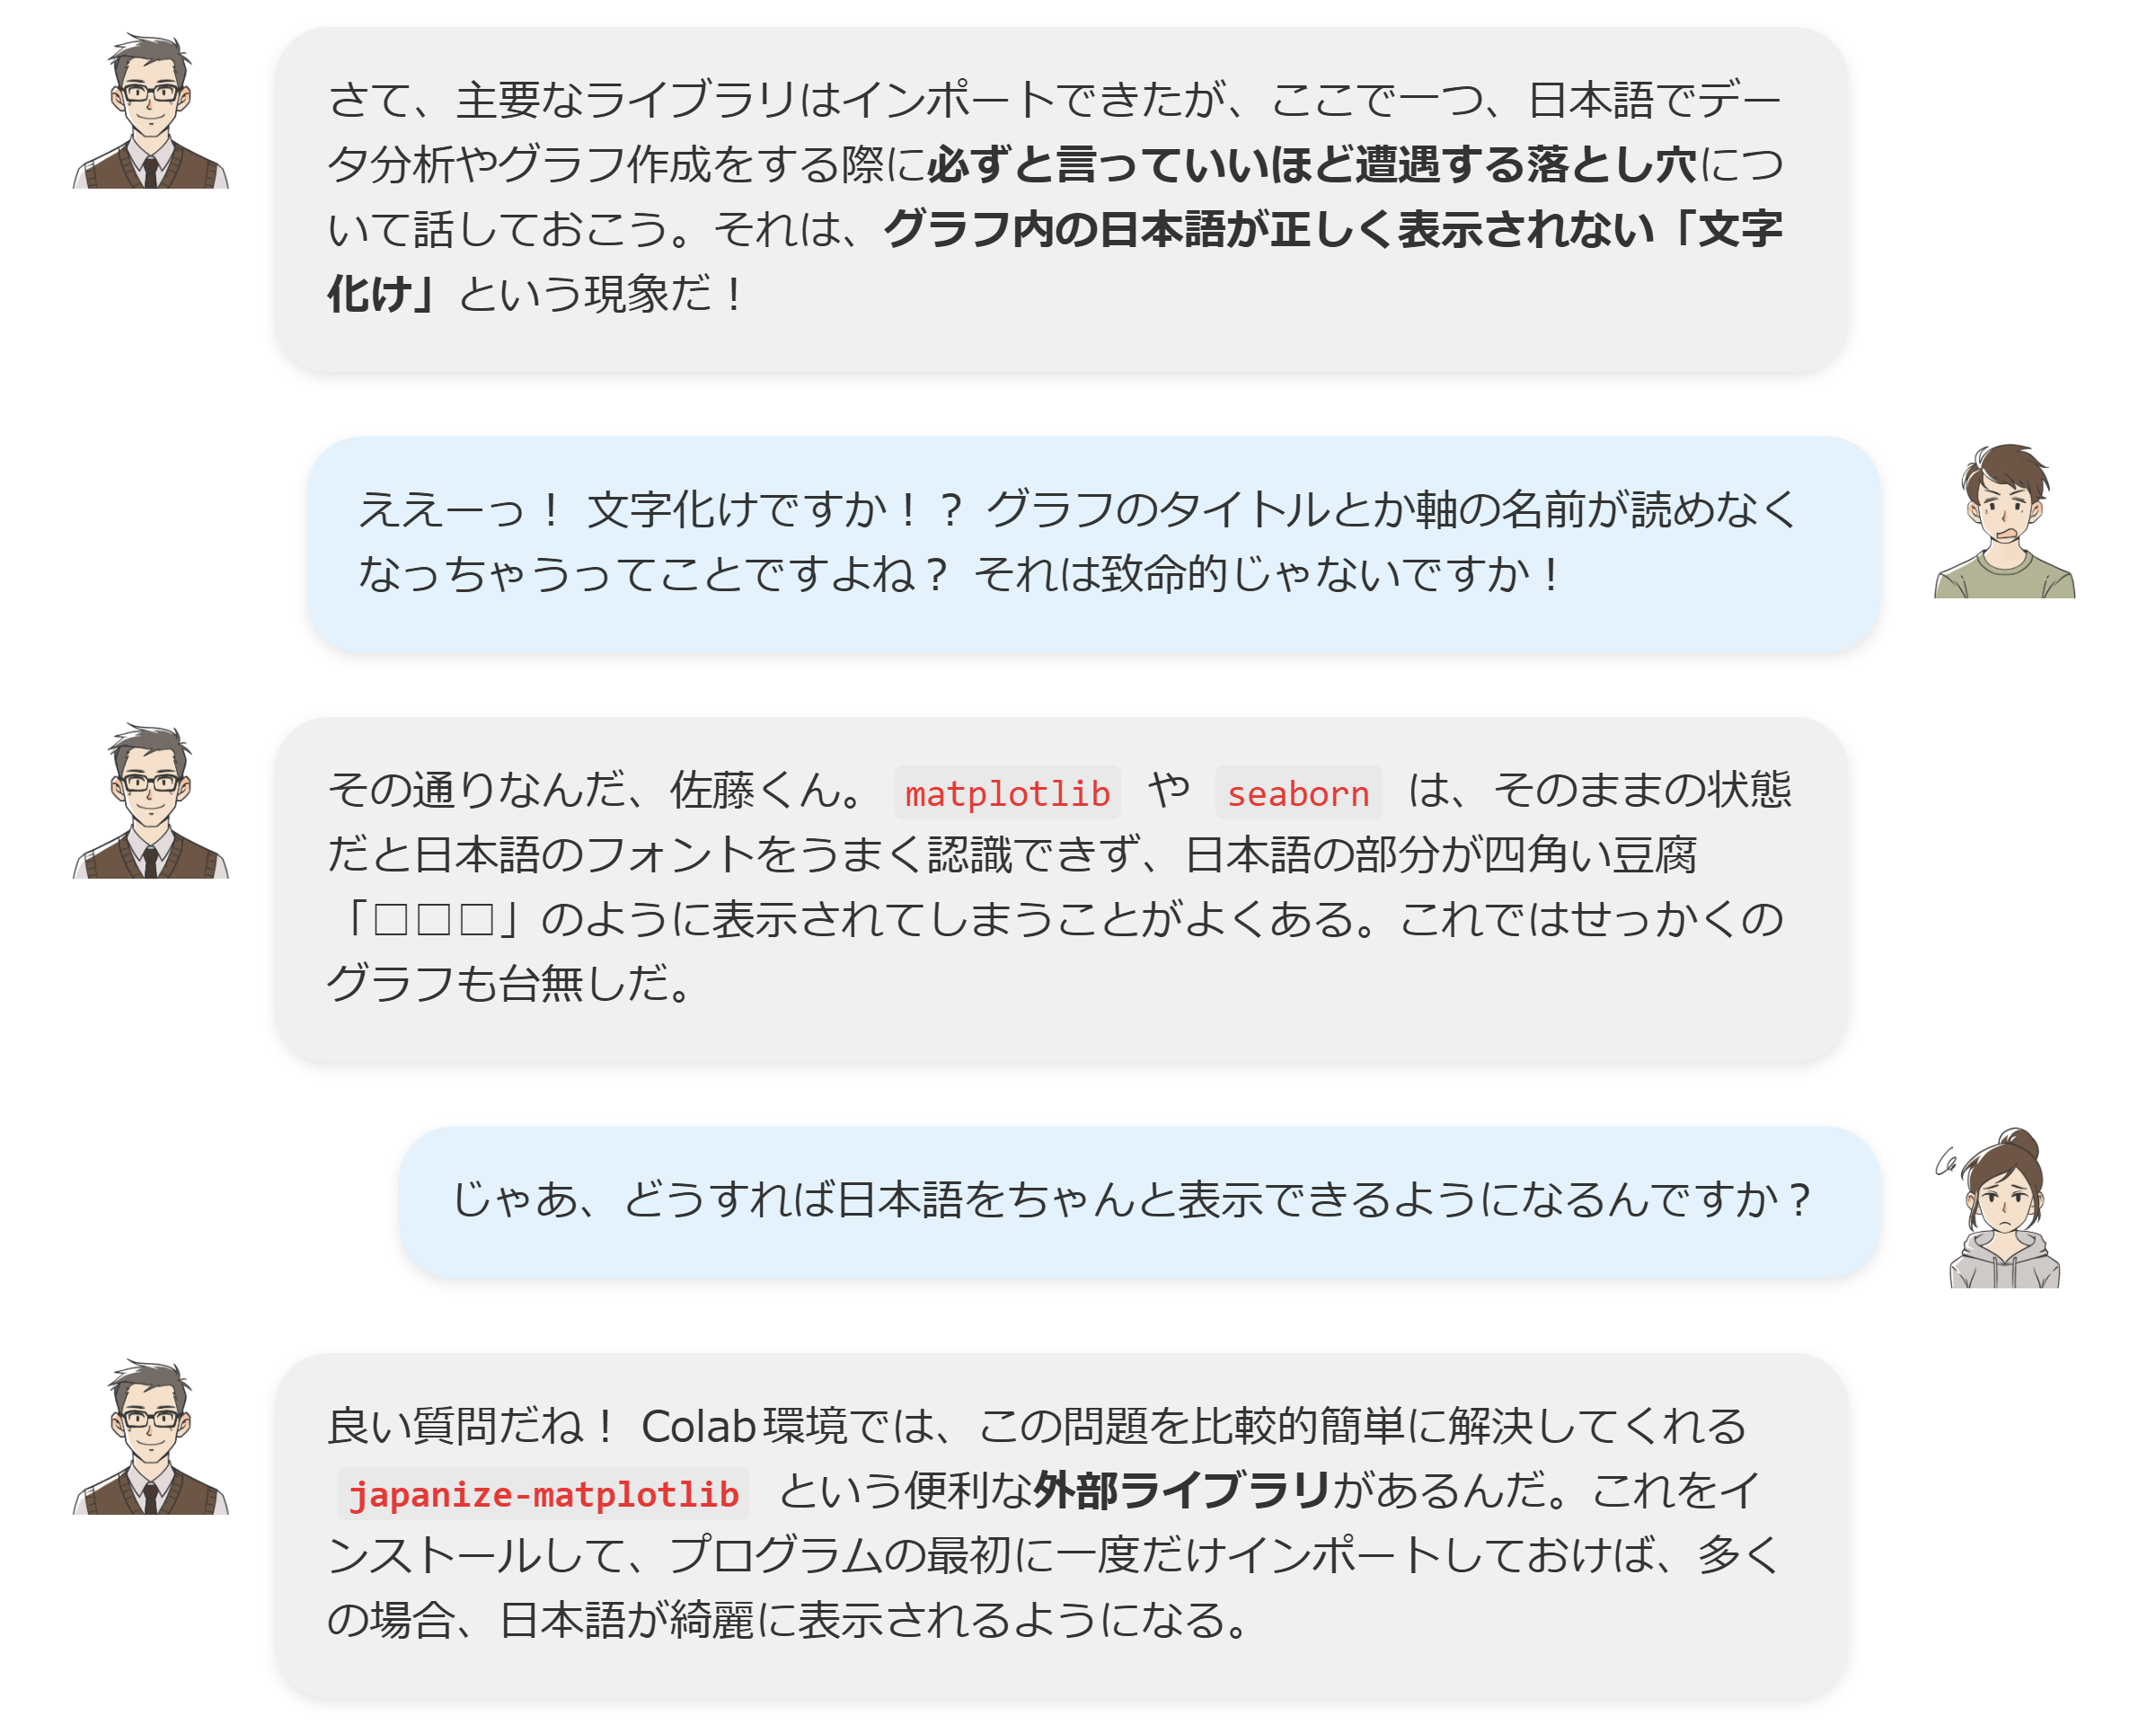 さて、主要なライブラリはインポートできたが、ここで一つ、日本語でデー
タ分析やグラフ作成をする際に必ずと言っていいほど遭遇する落とし穴につ
いて話しておこう。それは、グラフ内の日本語が正しく表示されない「文字
化け」という現象だ！
ええーっ！ 文字化けですか！？ グラフのタイトルとか軸の名前が読めなく
なっちゃうってことですよね？ それは致命的じゃないですか！
その通りなんだ、佐藤くん。 matplotlib や seaborn は、そのままの状態
だと日本語のフォントをうまく認識できず、日本語の部分が四角い豆腐
「□□□」のように表示されてしまうことがよくある。これではせっかくの
グラフも台無しだ。
じゃあ、どうすれば日本語をちゃんと表示できるようになるんですか？
良い質問だね！ Colab環境では、この問題を比較的簡単に解決してくれる
japanize-matplotlib という便利な外部ライブラリがあるんだ。これをイ
ンストールして、プログラムの最初に一度だけインポートしておけば、多く
の場合、日本語が綺麗に表示されるようになる。